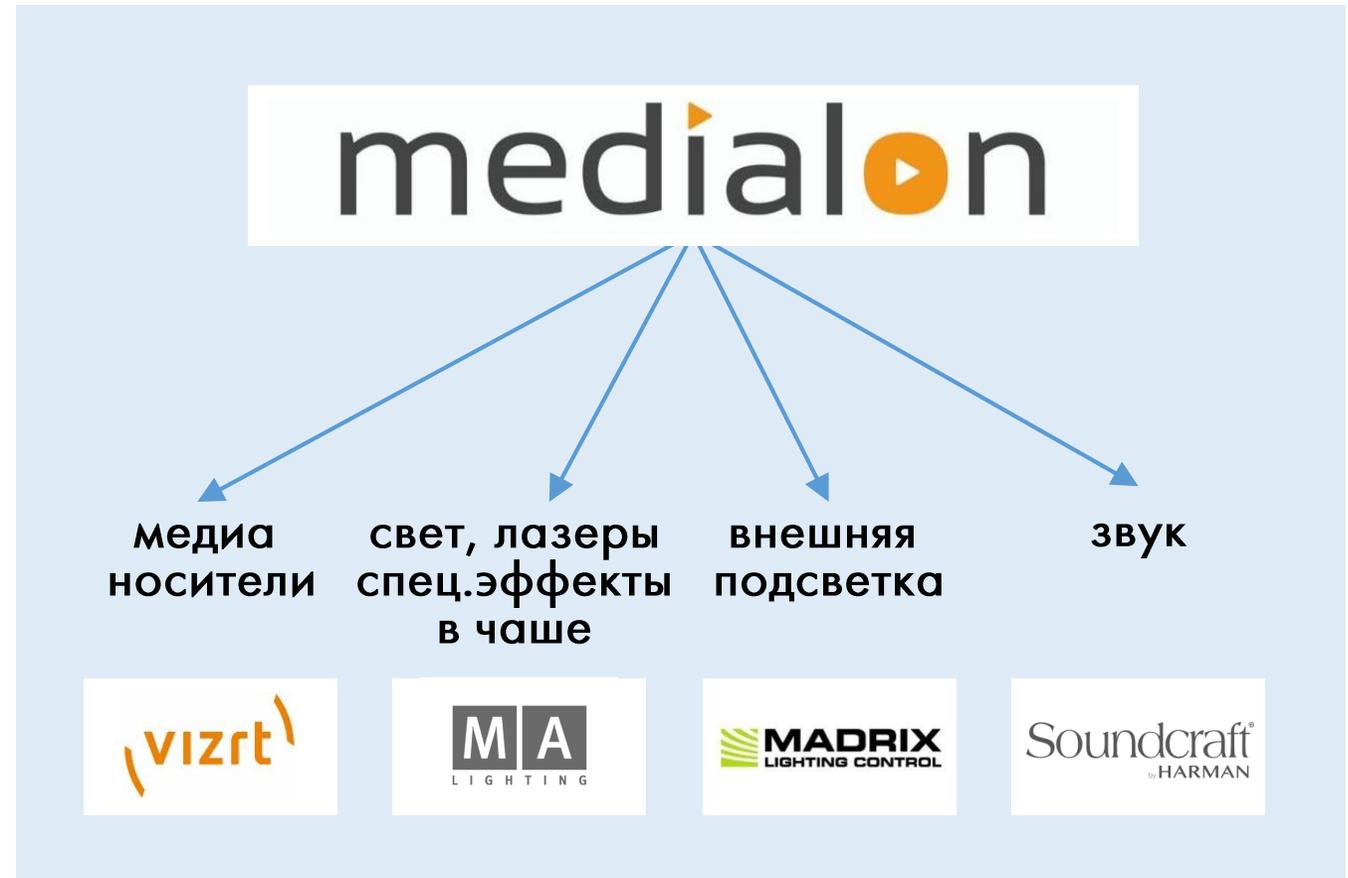 medialon
медиа
носители
свет, лазеры
спец.эффекты
в чаше
внешняя
подсветка
звук
vizrt
MA
LIGHTING
MADRIX
LIGHTING CONTROL
Soundcraft®
by HARMAN